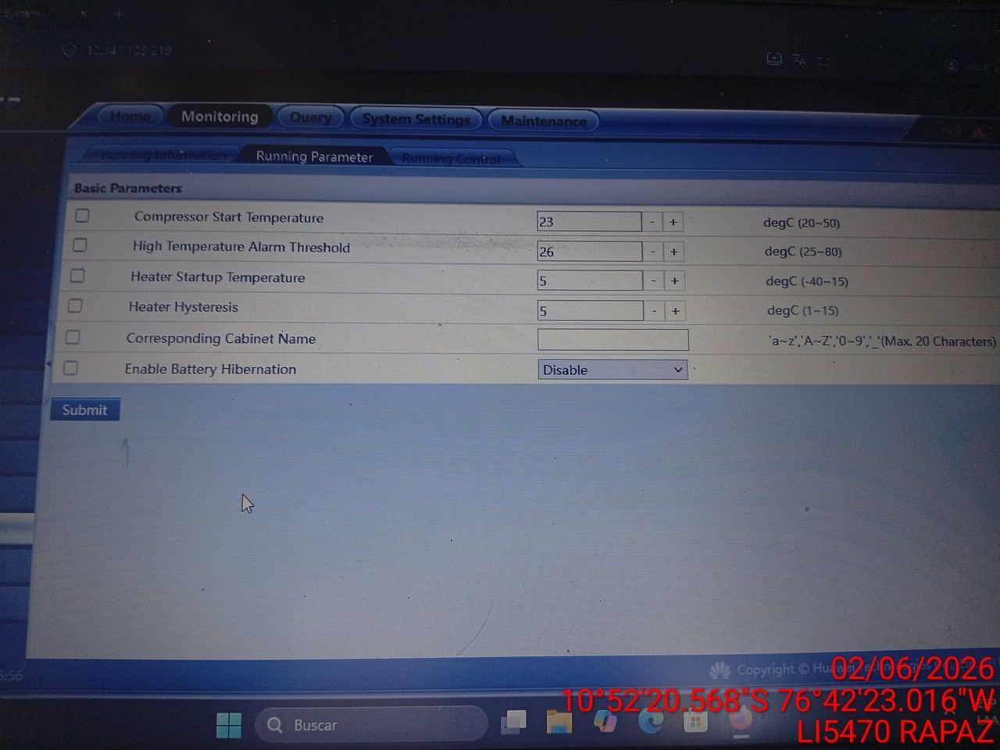 Home Monitoring Query System Settings Maintenance
Running Information Running Parameter Running Control
Basic Parameters
Compressor Start Temperature 23 - + degC (20~50)
High Temperature Alarm Threshold 26 - + degC (25~80)
Heater Startup Temperature 5 - + degC (-40~15)
Heater Hysteresis 5 - + degC (1~15)
Corresponding Cabinet Name 'a~z','A~Z','0~9','_'(Max. 20 Characters)
Enable Battery Hibernation Disable
Submit
Copyright © Huawei
02/06/2026
10°52'20.568"S 76°42'23.016"W
Buscar
LI5470 RAPAZ